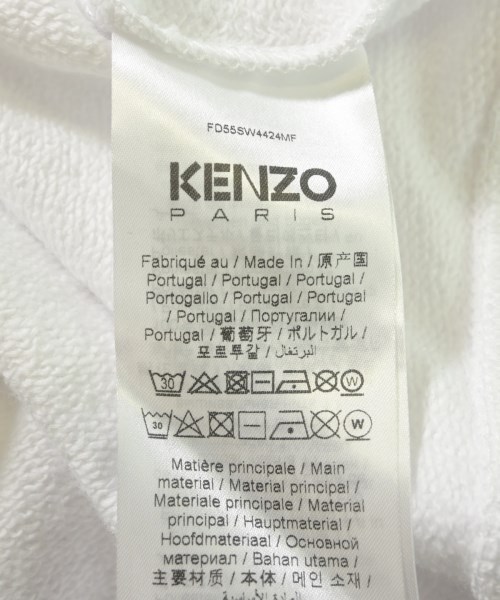 FD55SW4424MF
KENZO
PARIS
Fabriqué au / Made In / 原产国
Portugal / Portugal / Portugal /
Portogallo / Portugal / Portugal
/ Portugal / Португалии /
Portugal / 葡萄牙 / ポルトガル /
포르투갈 / البرتغال
30 W
30 W
Matière principale / Main
material / Material principal /
Materiale principale / Material
principal / Hauptmaterial /
Hoofdmateriaal / Основной
материал / Bahan utama /
主要材质 / 本体 / 메인 소재 /
المادة الأساسية